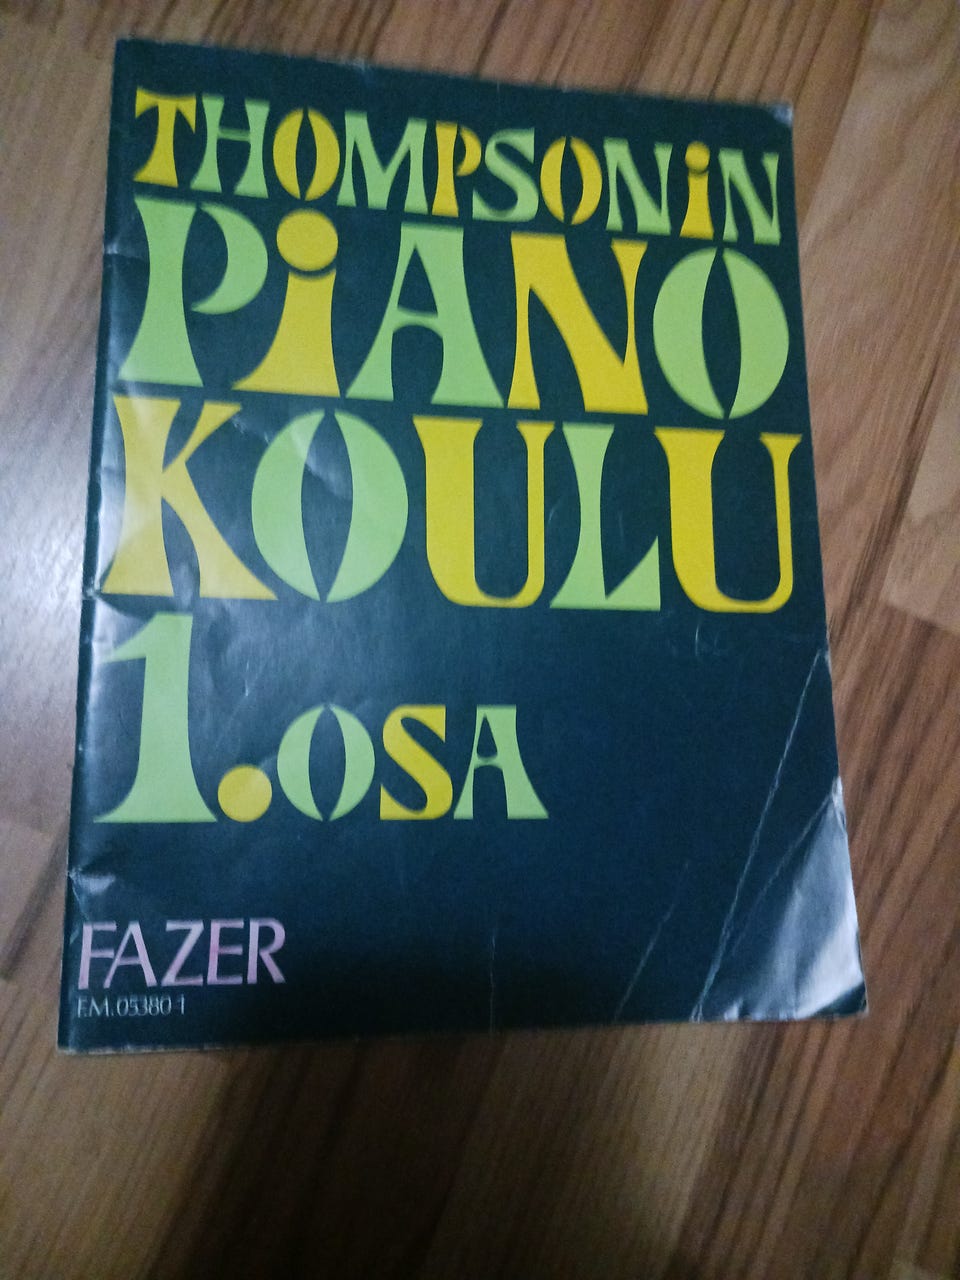 THOMPSONiN
PiANO
KOULU
1.OSA
FAZER
F.M. 05380-1